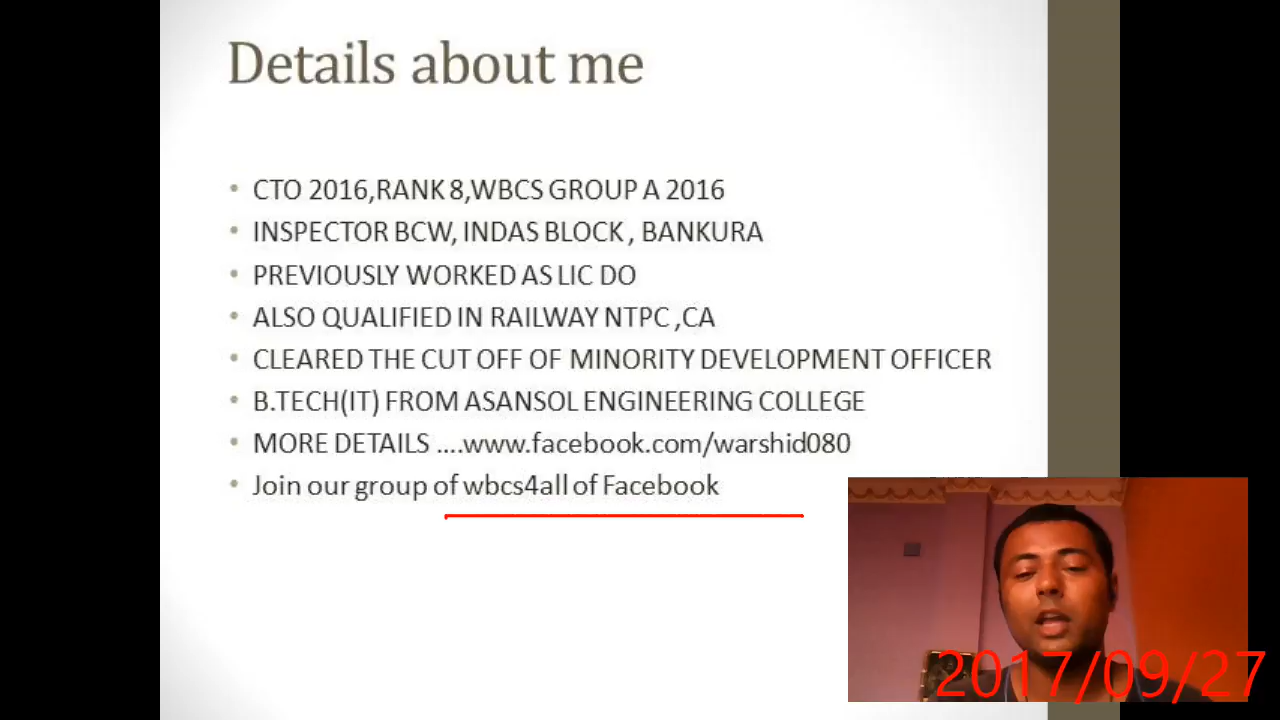 Details about me
• CTO 2016,RANK 8,WBCS GROUP A 2016
• INSPECTOR BCW, INDAS BLOCK , BANKURA
• PREVIOUSLY WORKED AS LIC DO
• ALSO QUALIFIED IN RAILWAY NTPC ,CA
• CLEARED THE CUT OFF OF MINORITY DEVELOPMENT OFFICER
• B.TECH(IT) FROM ASANSOL ENGINEERING COLLEGE
• MORE DETAILS ....www.facebook.com/warshid080
• Join our group of wbcs4all of Facebook
2017/09/27